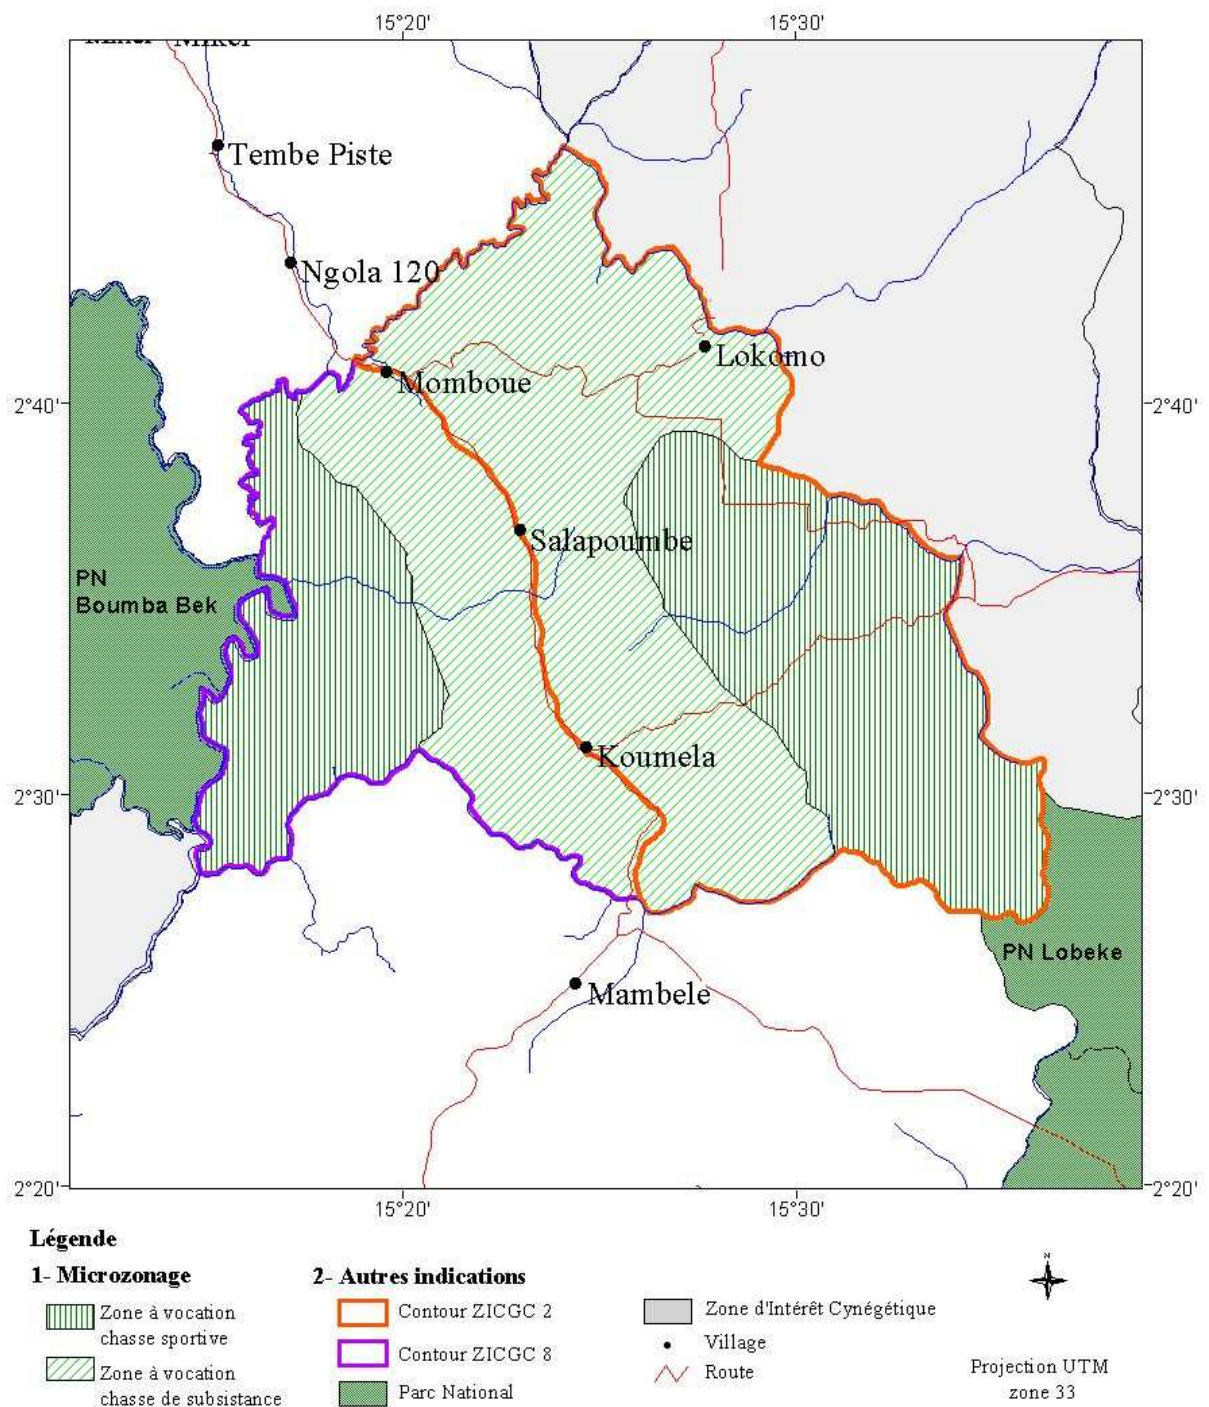 15°20'
15°30'
Tembe Piste
Ngola 120
Lokomo
Momboue
2°40'
2°40'
Salapoumbe
PN
Boumba Bek
Koumela
2°30'
2°30'
PN Lobeke
Mambele
2°20'
2°20'
15°20'
15°30'
Légende
1- Microzonage
Zone à vocation
chasse sportive
Zone à vocation
chasse de subsistance
2- Autres indications
Contour ZICGC 2
Contour ZICGC 8
Parc National
Zone d'Intérêt Cynégétique
Village
Route
N
Projection UTM
zone 33